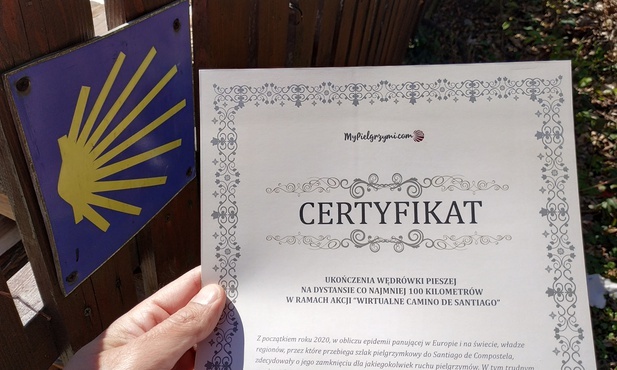 MyPielgrzymi.com
CERTYFIKAT
UKOŃCZENIA WĘDRÓWKI PIESZEJ
NA DYSTANSIE CO NAJMNIEJ 100 KILOMETRÓW
W RAMACH AKCJI "WIRTUALNE CAMINO DE SANTIAGO"
Z początkiem roku 2020, w obliczu epidemii panującej w Europie i na świecie, władze
regionów, przez które przebiega szlak pielgrzymkowy do Santiago de Compostela,
zdecydowały o jego zamknięciu dla jakiegokolwiek ruchu pielgrzymów. W tym trudnym